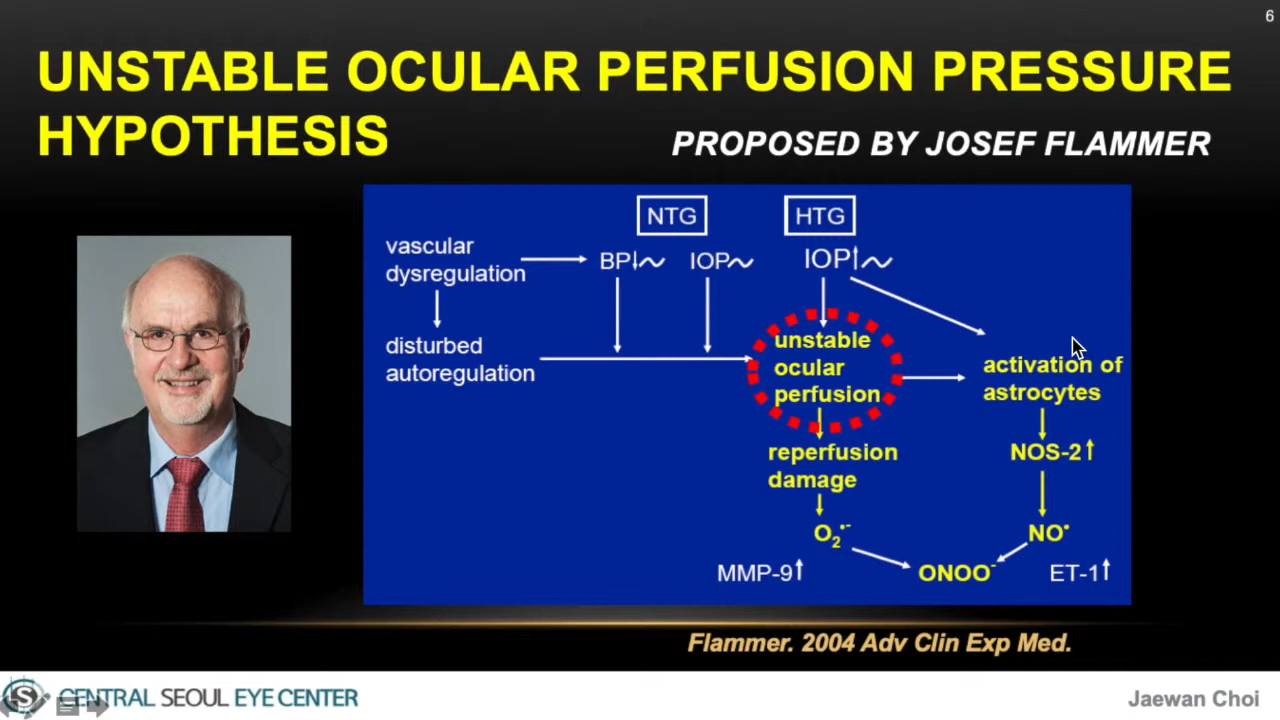 6
UNSTABLE OCULAR PERFUSION PRESSURE
HYPOTHESIS
PROPOSED BY JOSEF FLAMMER
NTG
HTG
vascular
dysregulation
BP↓~
IOP~
IOP↑~
disturbed
autoregulation
unstable
ocular
perfusion
activation of
astrocytes
reperfusion
damage
NOS-2↑
O₂•-
NO•
MMP-9↑
ONOO-
ET-1↑
Flammer. 2004 Adv Clin Exp Med.
CENTRAL SEOUL EYE CENTER
Jaewan Choi